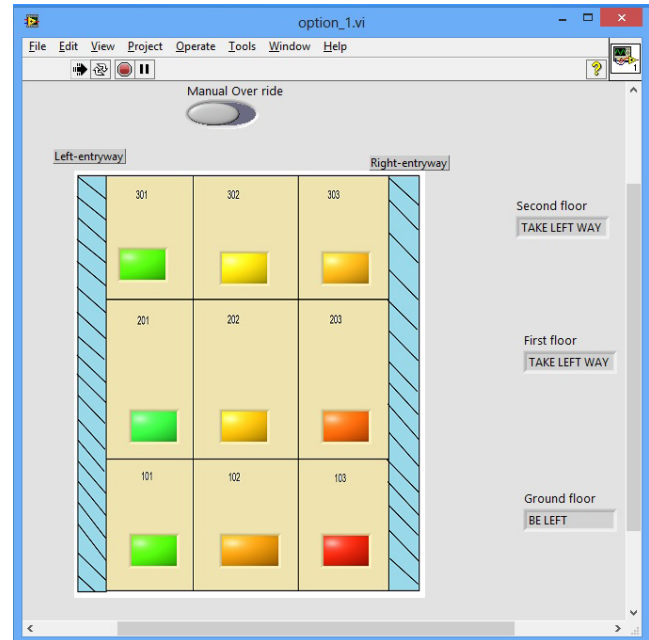 option_1.vi
File Edit View Project Operate Tools Window Help
?
1
Manual Over ride
Left-entryway
Right-entryway
301 302 303
Second floor
TAKE LEFT WAY
201 202 203
First floor
TAKE LEFT WAY
101 102 103
Ground floor
BE LEFT